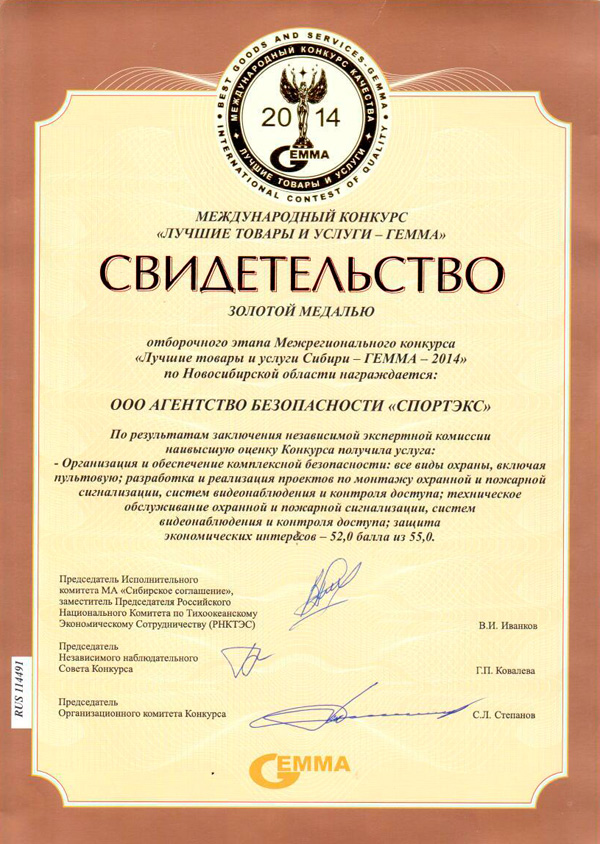 BEST GOODS AND SERVICES-GEMMA
INTERNATIONAL CONTEST OF QUALITY
МЕЖДУНАРОДНЫЙ КОНКУРС КАЧЕСТВА
ЛУЧШИЕ ТОВАРЫ И УСЛУГИ
2014
GEMMA
МЕЖДУНАРОДНЫЙ КОНКУРС
«ЛУЧШИЕ ТОВАРЫ И УСЛУГИ – ГЕММА»
СВИДЕТЕЛЬСТВО
ЗОЛОТОЙ МЕДАЛЬЮ
отборочного этапа Межрегионального конкурса
«Лучшие товары и услуги Сибири – ГЕММА – 2014»
по Новосибирской области награждается:
ООО АГЕНТСТВО БЕЗОПАСНОСТИ «СПОРТЭКС»
По результатам заключения независимой экспертной комиссии
наивысшую оценку Конкурса получила услуга:
- Организация и обеспечение комплексной безопасности: все виды охраны, включая
пультовую; разработка и реализация проектов по монтажу охранной и пожарной
сигнализации, систем видеонаблюдения и контроля доступа; техническое
обслуживание охранной и пожарной сигнализации, систем
видеонаблюдения и контроля доступа; защита
экономических интересов – 52,0 балла из 55,0.
Председатель Исполнительного
комитета МА «Сибирское соглашение»,
заместитель Председателя Российского
Национального Комитета по Тихоокеанскому
Экономическому Сотрудничеству (РНКТЭС)
В.И. Иванков
Председатель
Независимого наблюдательного
Совета Конкурса
Г.П. Ковалева
Председатель
Организационного комитета Конкурса
С.Л. Степанов
RUS 114491
GEMMA